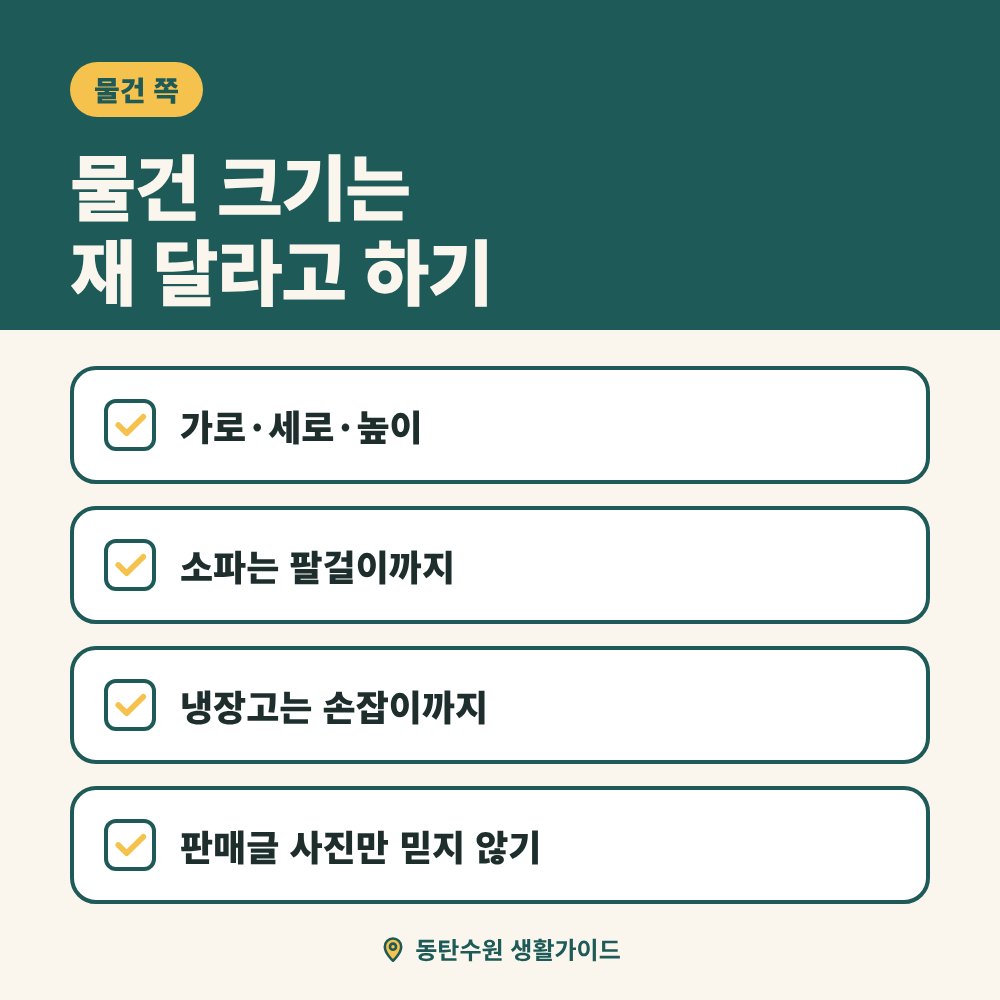 물건 쪽
물건 크기는
재 달라고 하기
가로·세로·높이
소파는 팔걸이까지
냉장고는 손잡이까지
판매글 사진만 믿지 않기
동탄수원 생활가이드